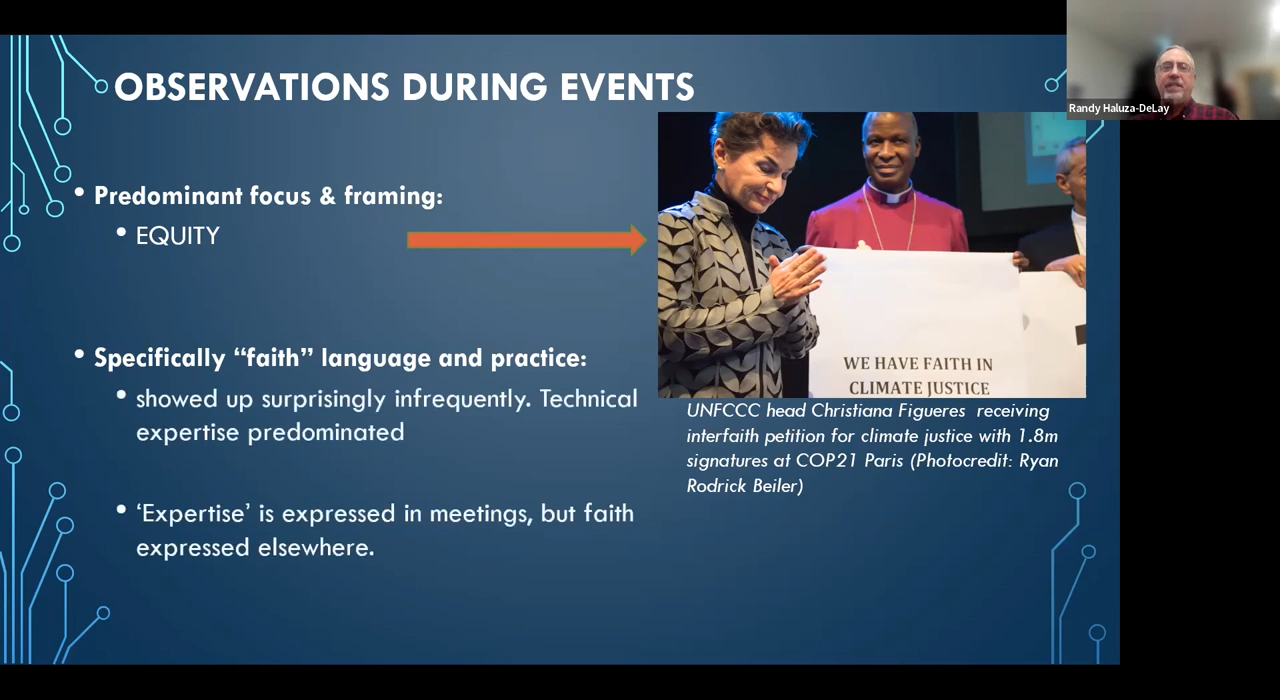 OBSERVATIONS DURING EVENTS
Randy Haluza-DeLay
• Predominant focus & framing:
• EQUITY
• Specifically “faith” language and practice:
• showed up surprisingly infrequently. Technical
expertise predominated
• ‘Expertise’ is expressed in meetings, but faith
expressed elsewhere.
WE HAVE FAITH IN
CLIMATE JUSTICE
UNFCCC head Christiana Figueres  receiving
interfaith petition for climate justice with 1.8m
signatures at COP21 Paris (Photocredit: Ryan
Rodrick Beiler)